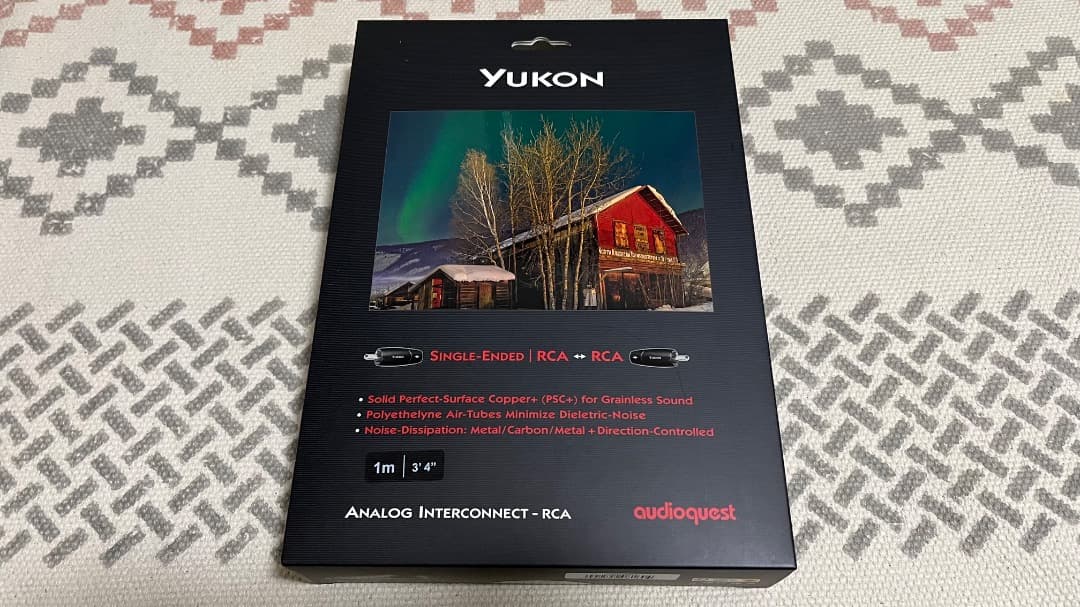 YUKON
SINGLE-ENDED | RCA ↔ RCA
• Solid Perfect-Surface Copper+ (PSC+) for Grainless Sound
• Polyethelyne Air-Tubes Minimize Dieletric-Noise
• Noise-Dissipation: Metal/Carbon/Metal + Direction-Controlled
1m | 3' 4"
ANALOG INTERCONNECT - RCA
audioquest